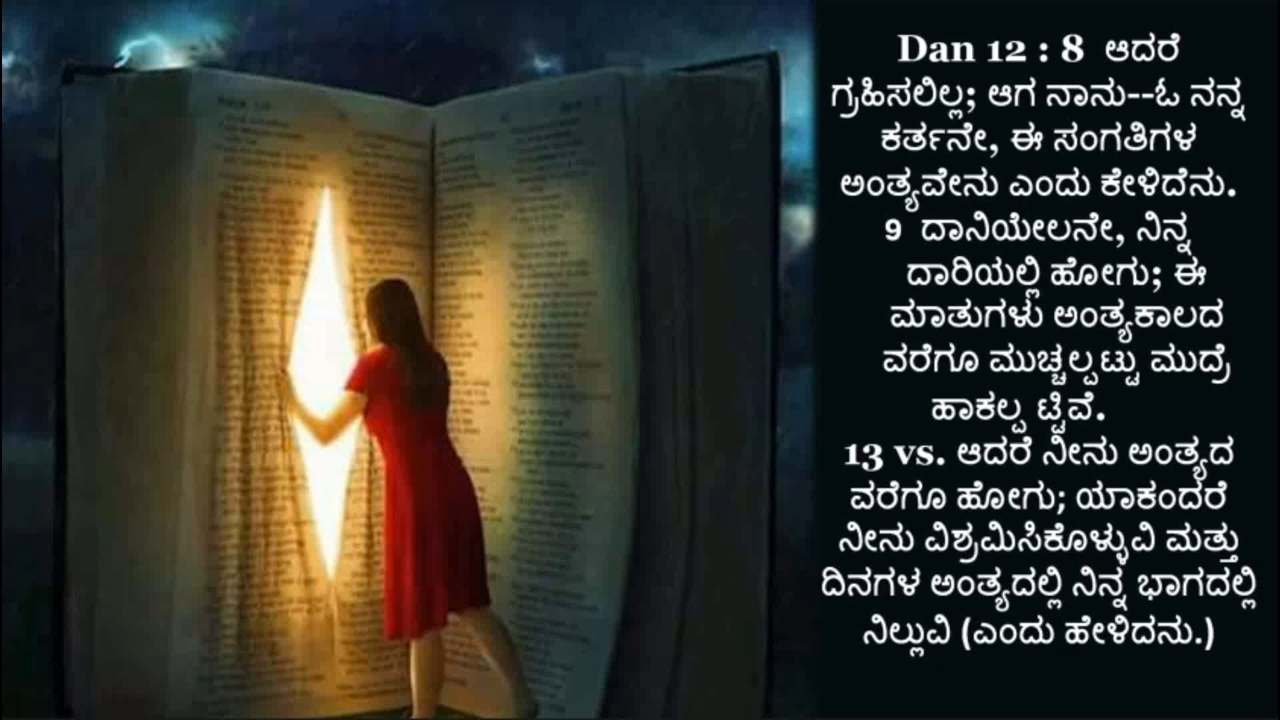 Dan 12 : 8 ಆದರೆ
ಗ್ರಹಿಸಲಿಲ್ಲ; ಆಗ ನಾನು--ಓ ನನ್ನ
ಕರ್ತನೇ, ಈ ಸಂಗತಿಗಳ
ಅಂತ್ಯವೇನು ಎಂದು ಕೇಳಿದೆನು.
9 ದಾನಿಯೇಲನೇ, ನಿನ್ನ
ದಾರಿಯಲ್ಲಿ ಹೋಗು; ಈ
ಮಾತುಗಳು ಅಂತ್ಯಕಾಲದ
ವರೆಗೂ ಮುಚ್ಚಲ್ಪಟ್ಟು ಮುದ್ರೆ
ಹಾಕಲ್ಪ ಟ್ಟಿವೆ.
13 vs. ಆದರೆ ನೀನು ಅಂತ್ಯದ
ವರೆಗೂ ಹೋಗು; ಯಾಕಂದರೆ
ನೀನು ವಿಶ್ರಮಿಸಿಕೊಳ್ಳುವಿ ಮತ್ತು
ದಿನಗಳ ಅಂತ್ಯದಲ್ಲಿ ನಿನ್ನ ಭಾಗದಲ್ಲಿ
ನಿಲ್ಲುವಿ (ಎಂದು ಹೇಳಿದನು.)